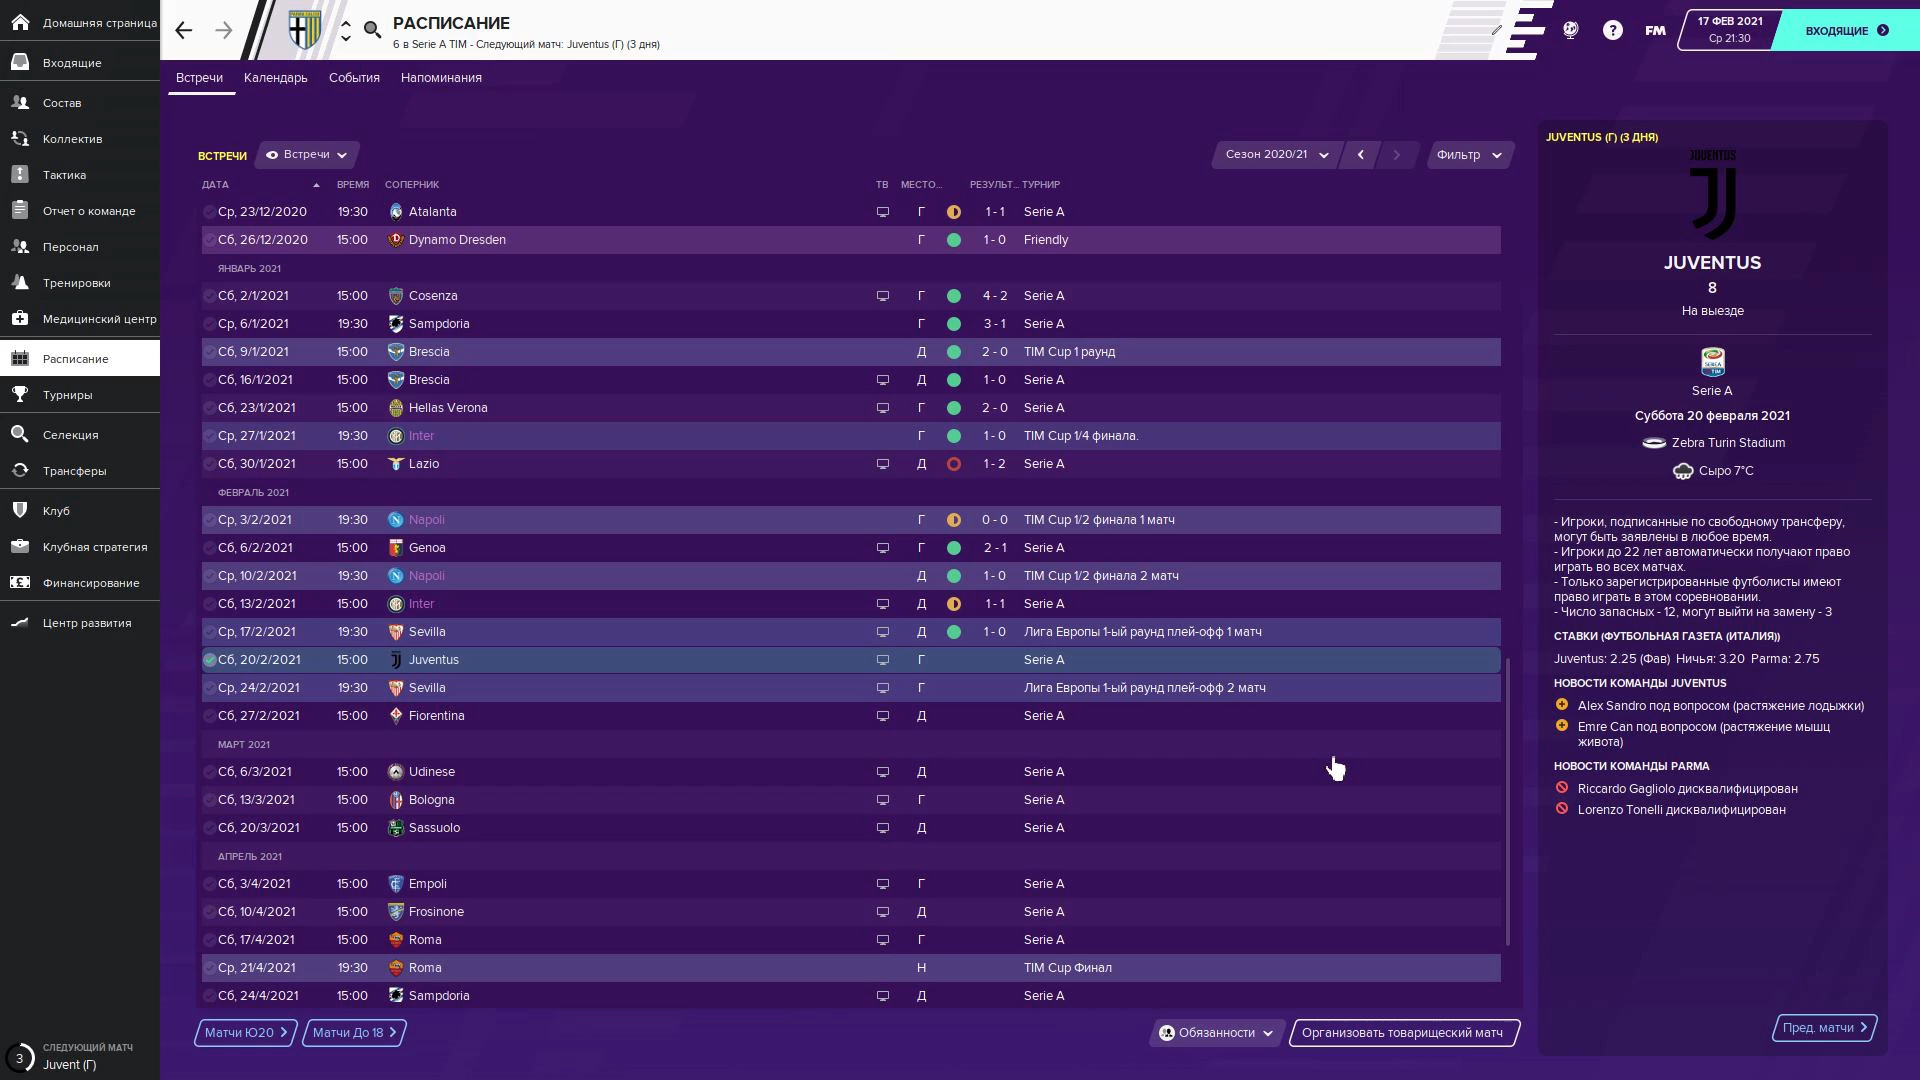 Домашняя страница
Входящие
Состав
Коллектив
Тактика
Отчет о команде
Персонал
Тренировки
Медицинский центр
Расписание
Турниры
Селекция
Трансферы
Клуб
Клубная стратегия
Финансирование
Центр развития
3
СЛЕДУЮЩИЙ МАТЧ
Juvent (Г)
РАСПИСАНИЕ
6 в Serie A TIM - Следующий матч: Juventus (Г) (3 дня)
? FM
17 ФЕВ 2021
Ср 21:30
ВХОДЯЩИЕ
Встречи Календарь События Напоминания
ВСТРЕЧИ Встречи Сезон 2020/21 Фильтр
ДАТА ВРЕМЯ СОПЕРНИК ТВ МЕСТО... РЕЗУЛЬТ... ТУРНИР
Ср, 23/12/2020 19:30 Atalanta Г 1 - 1 Serie A
Сб, 26/12/2020 15:00 Dynamo Dresden Г 1 - 0 Friendly
ЯНВАРЬ 2021
Сб, 2/1/2021 15:00 Cosenza Г 4 - 2 Serie A
Ср, 6/1/2021 19:30 Sampdoria Г 3 - 1 Serie A
Сб, 9/1/2021 15:00 Brescia Д 2 - 0 TIM Cup 1 раунд
Сб, 16/1/2021 15:00 Brescia Д 1 - 0 Serie A
Сб, 23/1/2021 15:00 Hellas Verona Г 2 - 0 Serie A
Ср, 27/1/2021 19:30 Inter Г 1 - 0 TIM Cup 1/4 финала.
Сб, 30/1/2021 15:00 Lazio Д 1 - 2 Serie A
ФЕВРАЛЬ 2021
Ср, 3/2/2021 19:30 Napoli Г 0 - 0 TIM Cup 1/2 финала 1 матч
Сб, 6/2/2021 15:00 Genoa Г 2 - 1 Serie A
Ср, 10/2/2021 19:30 Napoli Д 1 - 0 TIM Cup 1/2 финала 2 матч
Сб, 13/2/2021 15:00 Inter Д 1 - 1 Serie A
Ср, 17/2/2021 19:30 Sevilla Д 1 - 0 Лига Европы 1-ый раунд плей-офф 1 матч
Сб, 20/2/2021 15:00 Juventus Г Serie A
Ср, 24/2/2021 19:30 Sevilla Г Лига Европы 1-ый раунд плей-офф 2 матч
Сб, 27/2/2021 15:00 Fiorentina Д Serie A
МАРТ 2021
Сб, 6/3/2021 15:00 Udinese Д Serie A
Сб, 13/3/2021 15:00 Bologna Г Serie A
Сб, 20/3/2021 15:00 Sassuolo Д Serie A
АПРЕЛЬ 2021
Сб, 3/4/2021 15:00 Empoli Г Serie A
Сб, 10/4/2021 15:00 Frosinone Д Serie A
Сб, 17/4/2021 15:00 Roma Г Serie A
Ср, 21/4/2021 19:30 Roma Н TIM Cup Финал
Сб, 24/4/2021 15:00 Sampdoria Д Serie A
Матчи Ю20 Матчи До 18 Обязанности Организовать товарищеский матч
JUVENTUS (Г) (3 ДНЯ)
JUVENTUS
JUVENTUS
8
На выезде
Serie A
Суббота 20 февраля 2021
Zebra Turin Stadium
Сыро 7°C
- Игроки, подписанные по свободному трансферу,
могут быть заявлены в любое время.
- Игроки до 22 лет автоматически получают право
играть во всех матчах.
- Только зарегистрированные футболисты имеют
право играть в этом соревновании.
- Число запасных - 12, могут выйти на замену - 3
СТАВКИ (ФУТБОЛЬНАЯ ГАЗЕТА (ИТАЛИЯ))
Juventus: 2.25 (Фав) Ничья: 3.20 Parma: 2.75
НОВОСТИ КОМАНДЫ JUVENTUS
Alex Sandro под вопросом (растяжение лодыжки)
Emre Can под вопросом (растяжение мышц
живота)
НОВОСТИ КОМАНДЫ PARMA
Riccardo Gagliolo дисквалифицирован
Lorenzo Tonelli дисквалифицирован
Пред. матчи